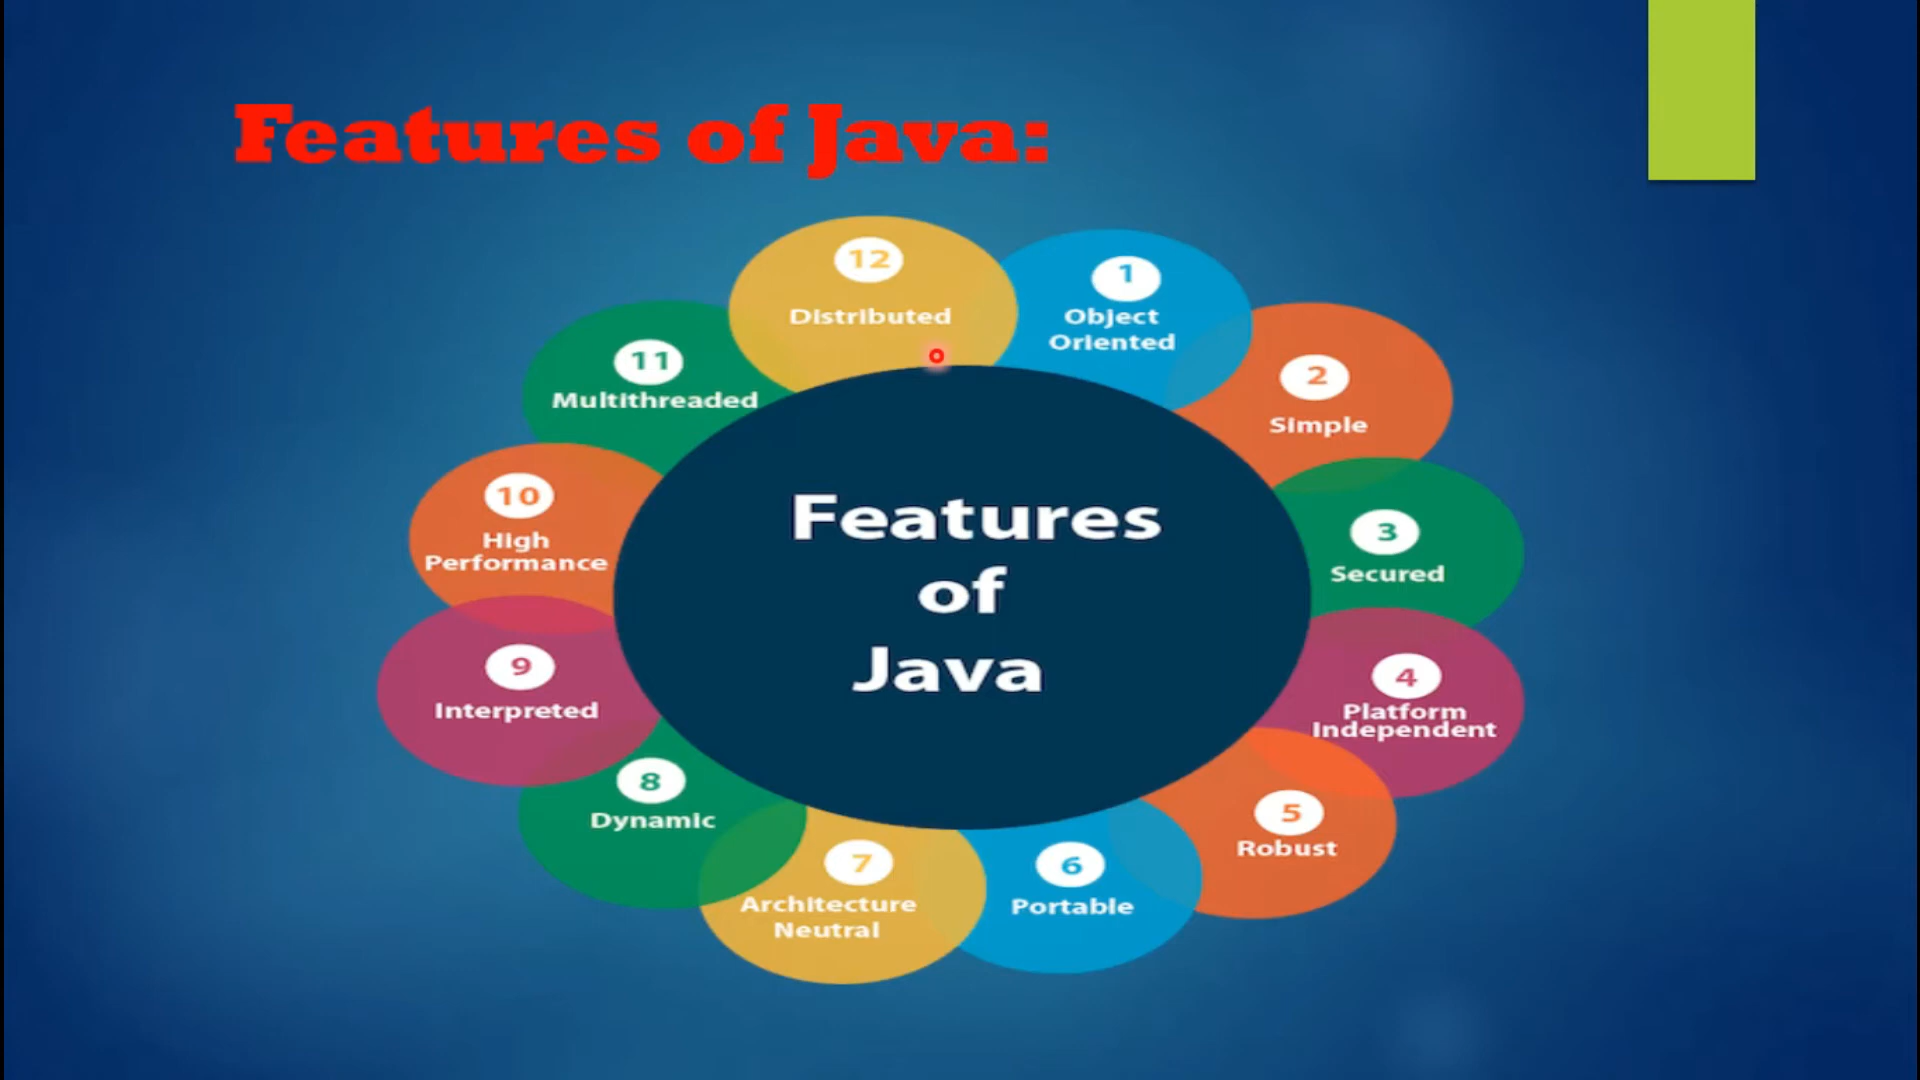 Features of Java:
12
Distributed
1
Object
Oriented
2
Simple
3
Secured
4
Platform
Independent
5
Robust
6
Portable
7
Architecture
Neutral
8
Dynamic
9
Interpreted
10
High
Performance
11
Multithreaded
Features
of
Java